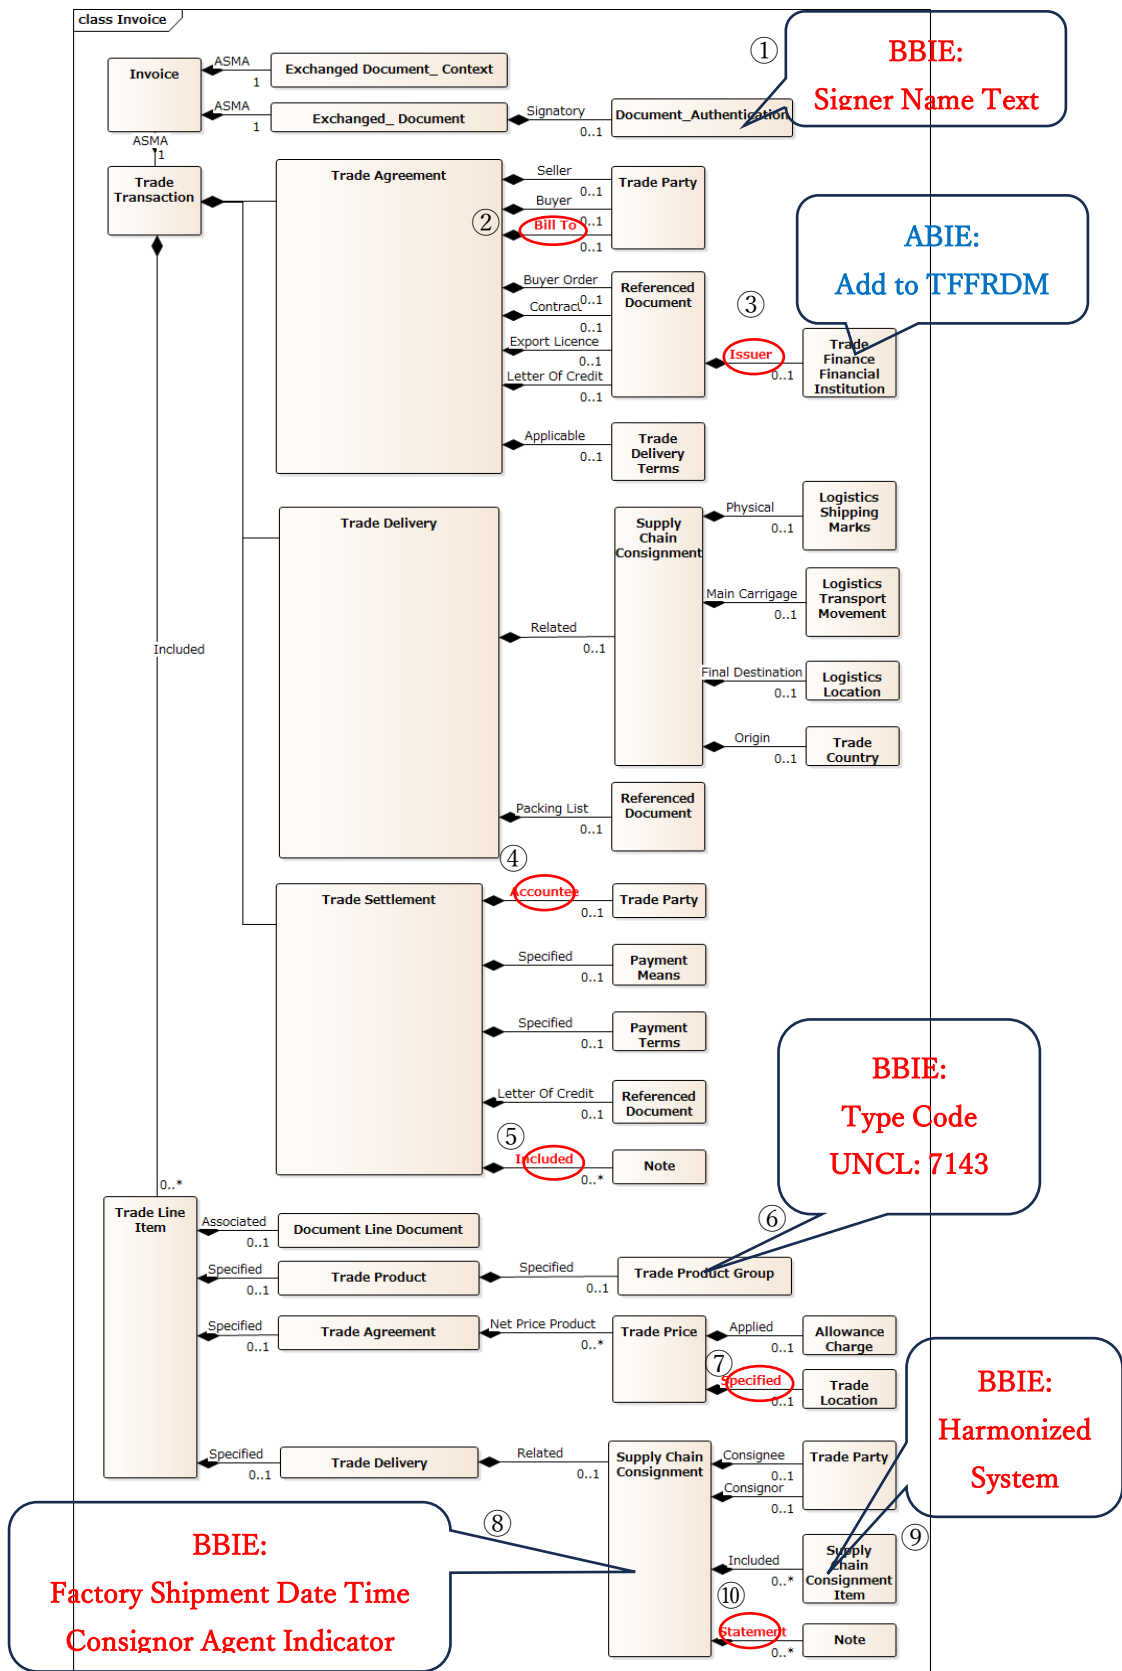 class Invoice
①
BBIE:
Signer Name Text
Invoice
ASMA
1
Exchanged Document_ Context
ASMA
1
Exchanged_ Document
Signatory
0..1
Document_Authentication
ASMA
1
Trade
Transaction
Trade Agreement
Seller
0..1
Trade Party
Buyer
0..1
②
Bill To
0..1
ABIE:
Add to TFFRDM
Buyer Order
0..1
Referenced
Document
Contract
0..1
Export Licence
0..1
Letter Of Credit
0..1
③
Issuer
0..1
Trade
Finance
Financial
Institution
Applicable
0..1
Trade
Delivery
Terms
Trade Delivery
Related
0..1
Supply
Chain
Consignment
Physical
0..1
Logistics
Shipping
Marks
Main Carrigage
0..1
Logistics
Transport
Movement
Final Destination
0..1
Logistics
Location
Origin
0..1
Trade
Country
Included
Packing List
0..1
Referenced
Document
④
Trade Settlement
Accountee
0..1
Trade Party
Specified
0..1
Payment
Means
Specified
0..1
Payment
Terms
Letter Of Credit
0..1
Referenced
Document
⑤
Included
0..*
Note
BBIE:
Type Code
UNCL: 7143
0..*
Trade Line
Item
Associated
0..1
Document Line Document
⑥
Specified
0..1
Trade Product
Specified
0..1
Trade Product Group
Specified
0..1
Trade Agreement
Net Price Product
0..*
Trade Price
Applied
0..1
Allowance
Charge
⑦
Specified
0..1
Trade
Location
BBIE:
Harmonized
System
Specified
0..1
Trade Delivery
Related
0..1
Supply Chain
Consignment
Consignee
0..1
Trade Party
Consignor
0..1
⑧
BBIE:
Factory Shipment Date Time
Consignor Agent Indicator
Included
0..*
Supply
Chain
Consignment
Item
⑨
⑩
Statement
0..*
Note